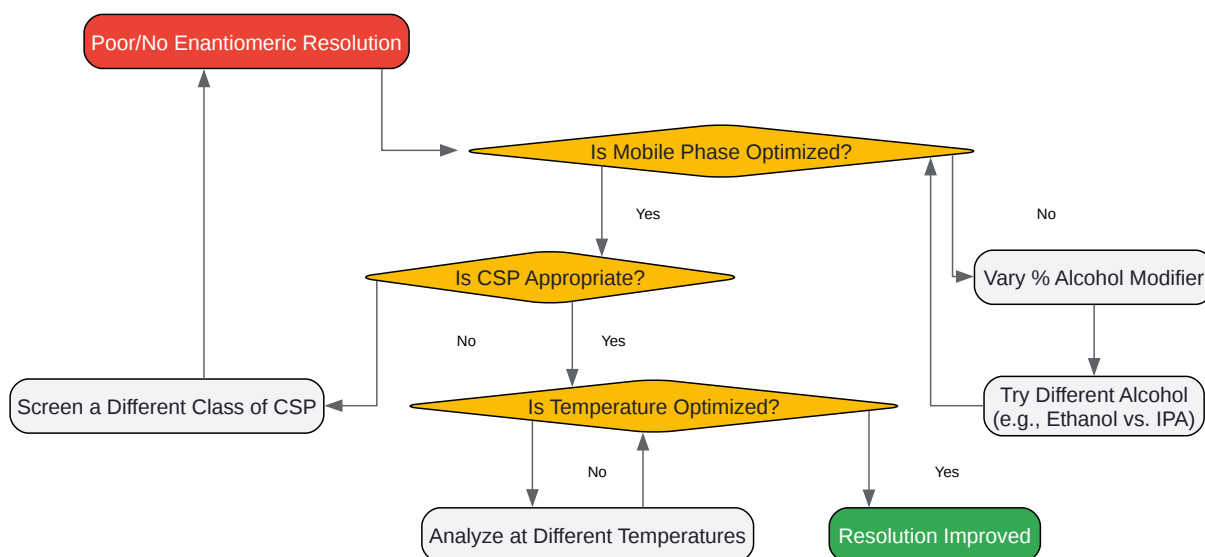 Poor/No Enantiomeric Resolution
Is Mobile Phase Optimized?
Yes
No
Is CSP Appropriate?
Vary % Alcohol Modifier
No
Yes
Screen a Different Class of CSP
Is Temperature Optimized?
Try Different Alcohol
(e.g., Ethanol vs. IPA)
No
Yes
Analyze at Different Temperatures
Resolution Improved